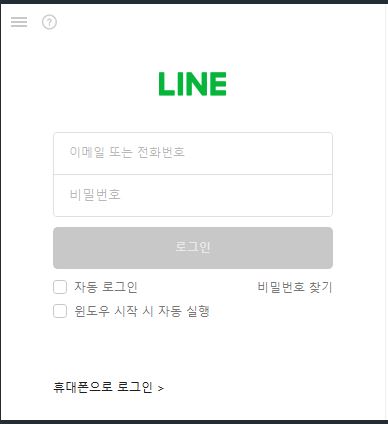 LINE
이메일 또는 전화번호
비밀번호
로그인
자동 로그인 비밀번호 찾기
윈도우 시작 시 자동 실행
휴대폰으로 로그인 >